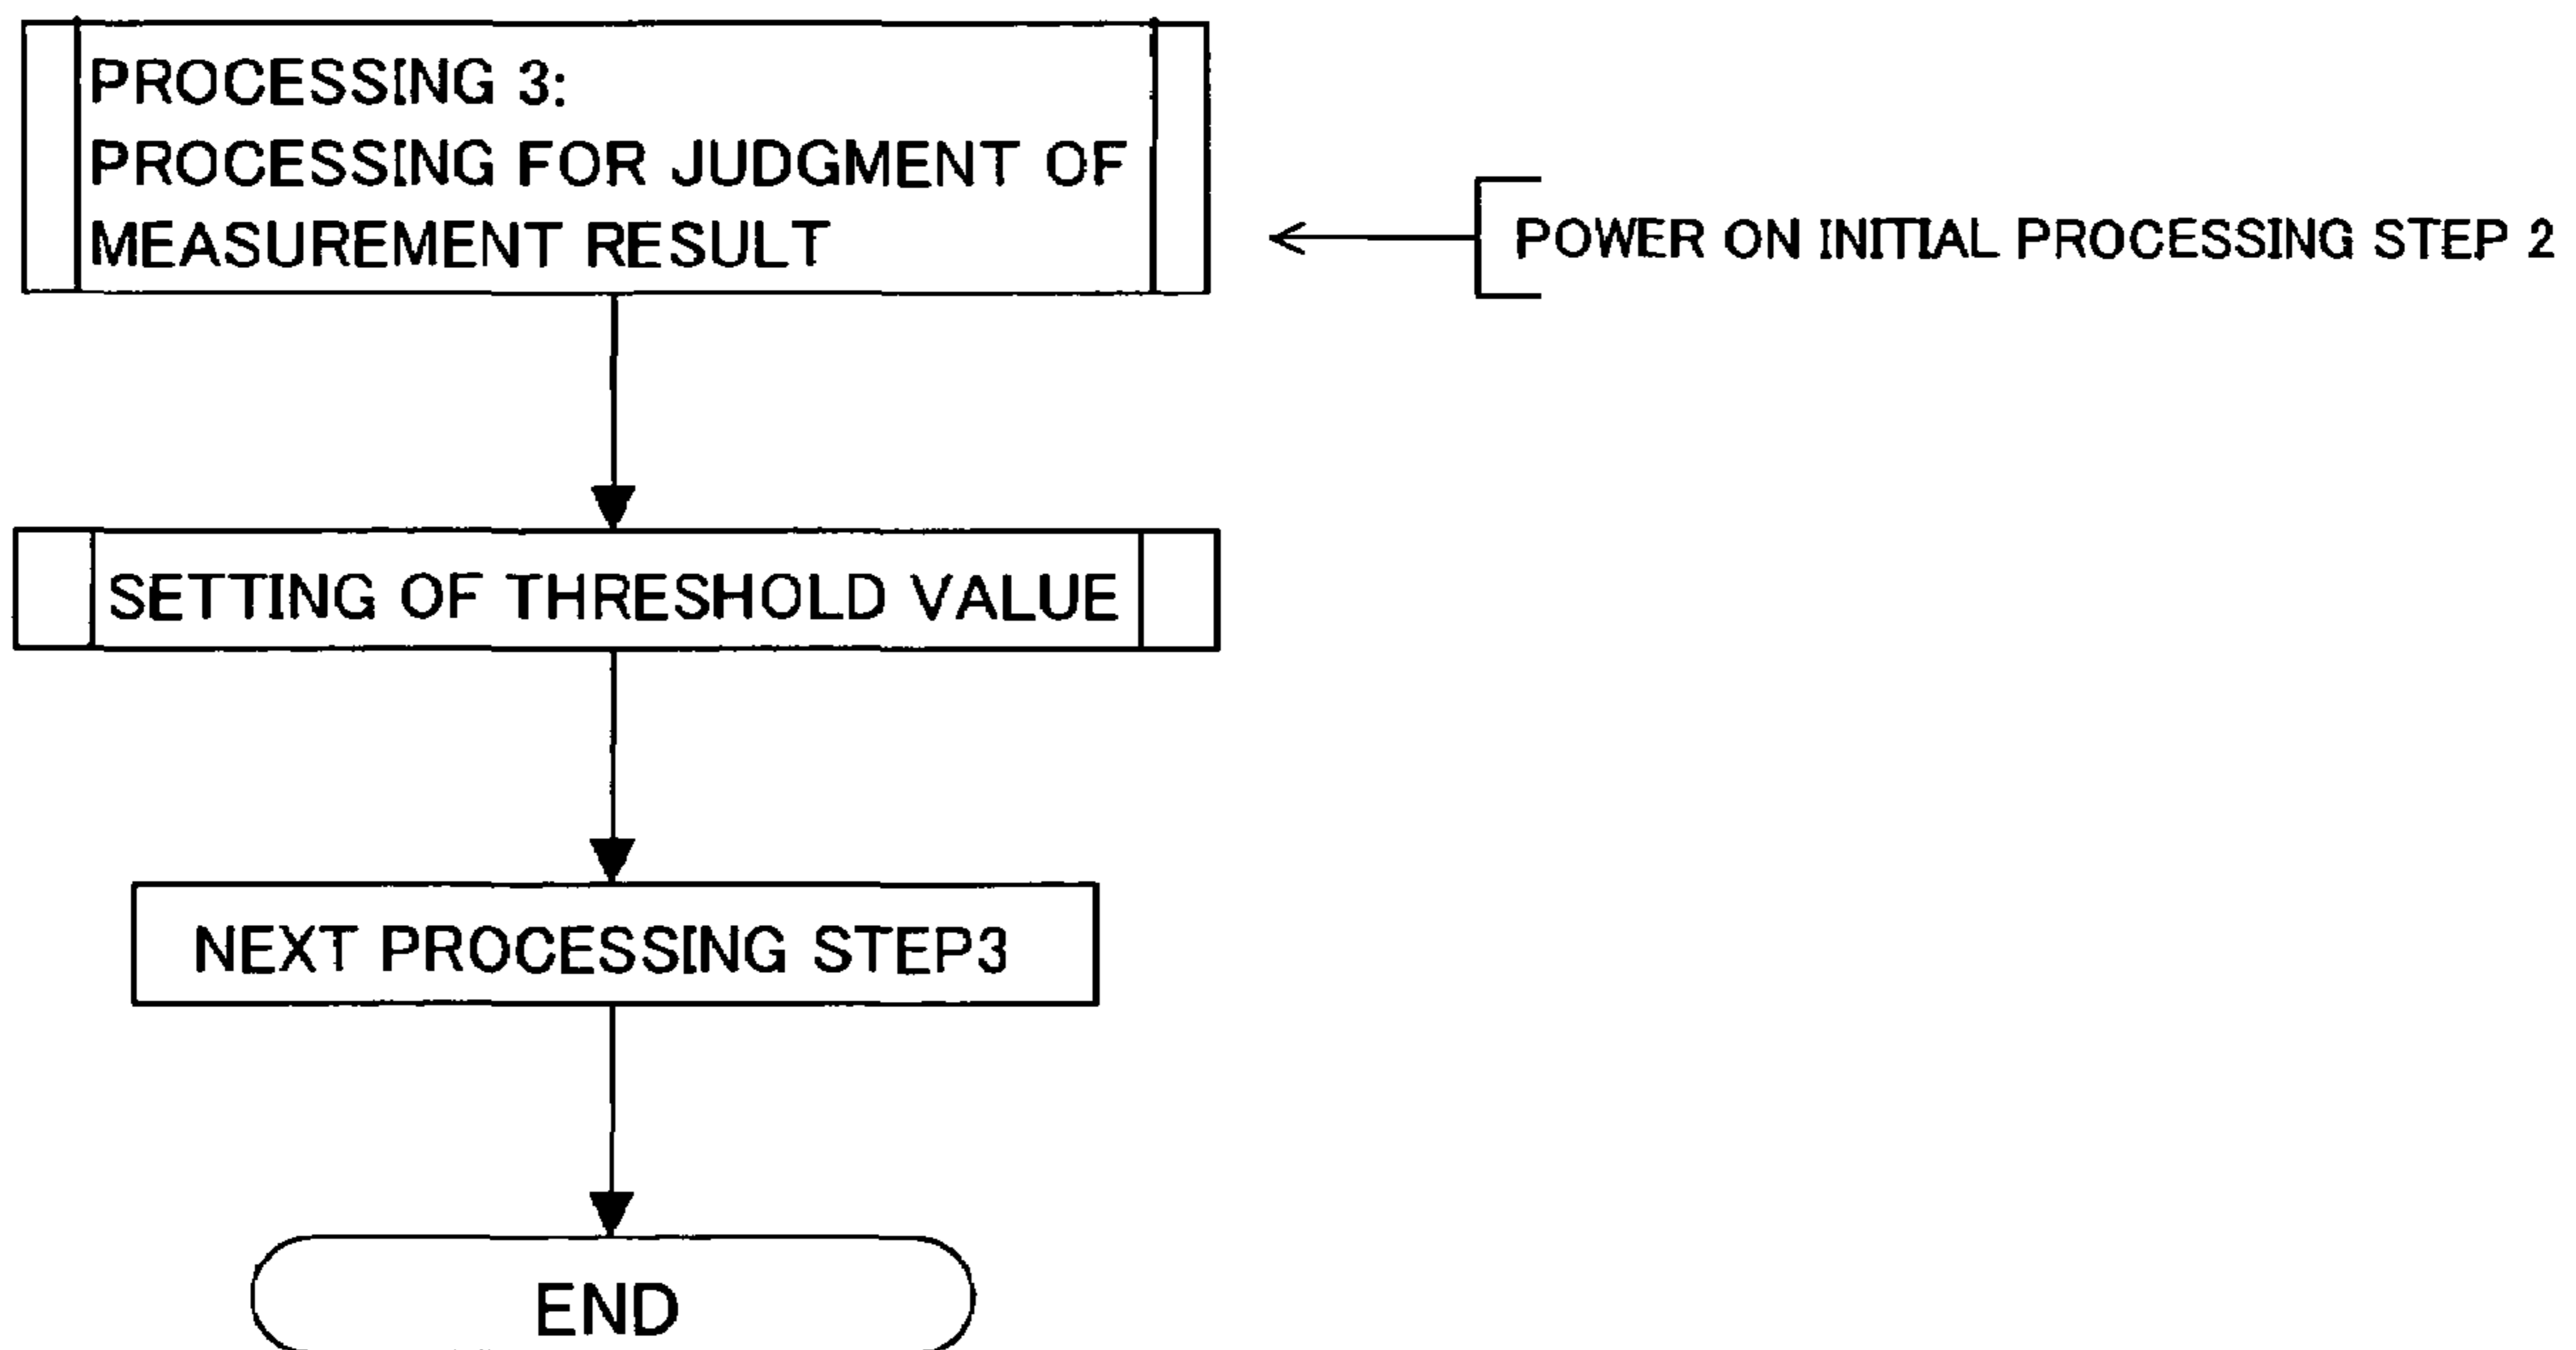 PROCESSING 3:
PROCESSING FOR JUDGMENT OF
MEASUREMENT RESULT
POWER ON INITIAL PROCESSING STEP 2
SETTING OF THRESHOLD VALUE
NEXT PROCESSING STEP3
END